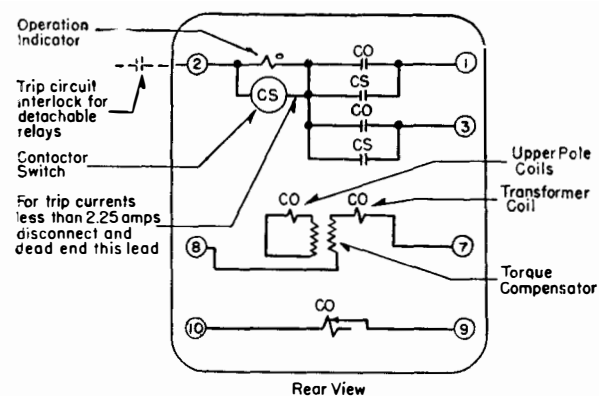 Operation
Indicator
Trip circuit
interlock for
detachable
relays
Contactor
Switch
For trip currents
less than 2.25 amps
disconnect and
dead end this lead
2
CO
1
CS
CS
CO
3
CS
Upper Pole
Coils
CO
CO
Transformer
Coil
8
7
Torque
Compensator
CO
10
9
Rear View